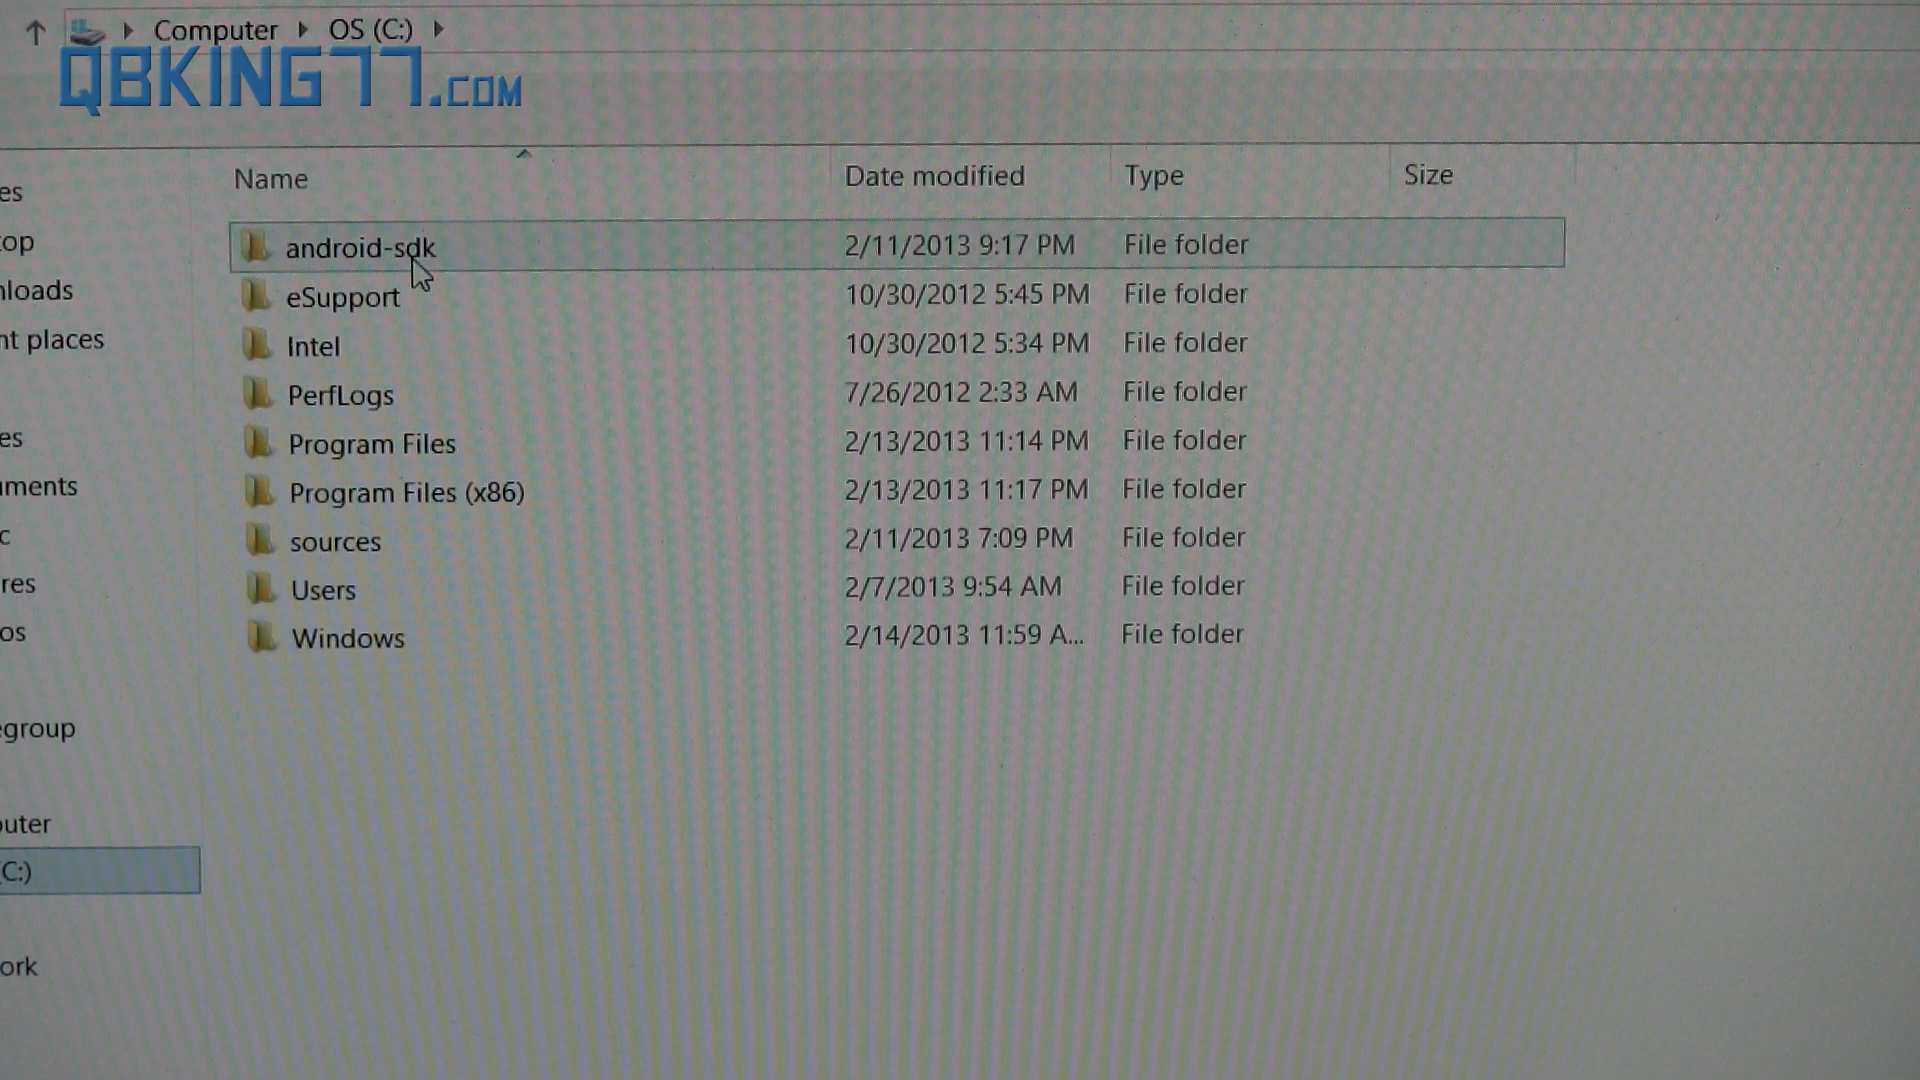 Computer OS (C:)
QBKING77.COM
Name Date modified Type Size
android-sdk 2/11/2013 9:17 PM File folder
eSupport 10/30/2012 5:45 PM File folder
Intel 10/30/2012 5:34 PM File folder
PerfLogs 7/26/2012 2:33 AM File folder
Program Files 2/13/2013 11:14 PM File folder
Program Files (x86) 2/13/2013 11:17 PM File folder
sources 2/11/2013 7:09 PM File folder
Users 2/7/2013 9:54 AM File folder
Windows 2/14/2013 11:59 A... File folder
es
top
nloads
nt places
es
uments
c
res
os
egroup
puter
(C:)
ork